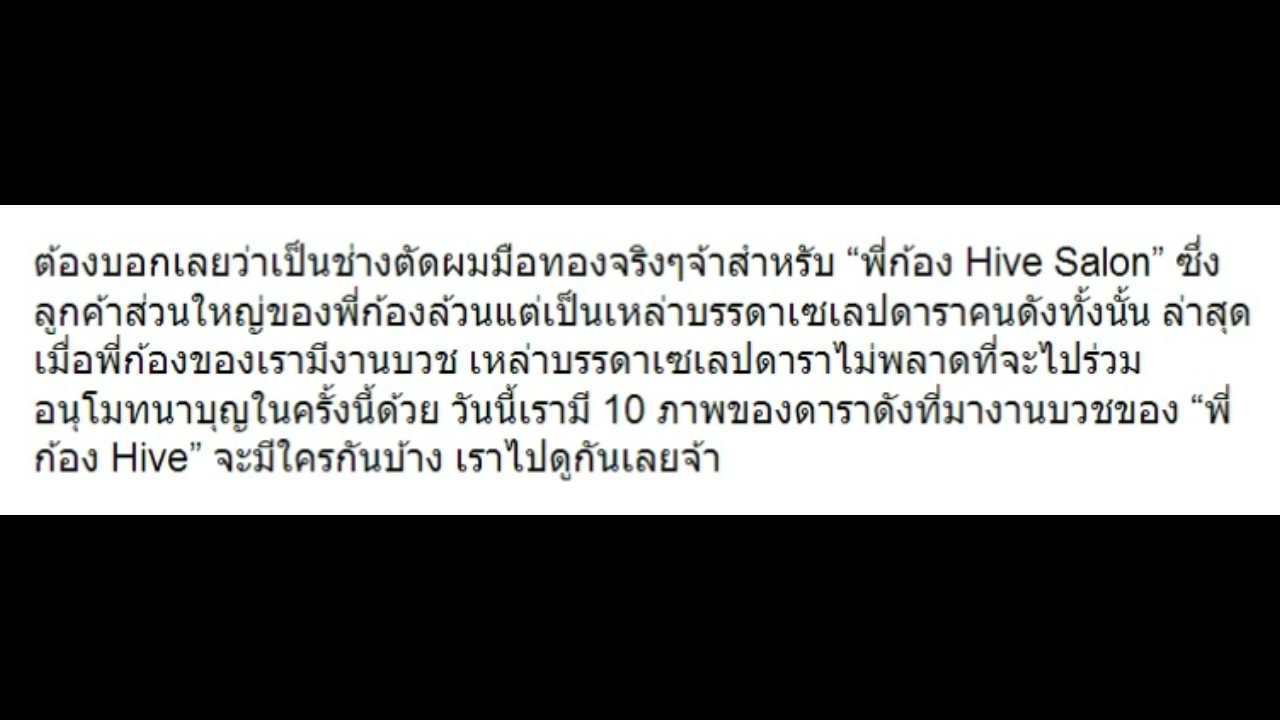 ต้องบอกเลยว่าเป็นช่างตัดผมมือทองจริงๆจ้าสำหรับ “พี่ก้อง Hive Salon” ซึ่ง
ลูกค้าส่วนใหญ่ของพี่ก้องล้วนแต่เป็นเหล่าบรรดาเซเลปดาราคนดังทั้งนั้น ล่าสุด
เมื่อพี่ก้องของเรามีงานบวช เหล่าบรรดาเซเลปดาราไม่พลาดที่จะไปร่วม
อนุโมทนาบุญในครั้งนี้ด้วย วันนี้เรามี 10 ภาพของดาราดังที่มางานบวชของ “พี่
ก้อง Hive” จะมีใครกันบ้าง เราไปดูกันเลยจ้า